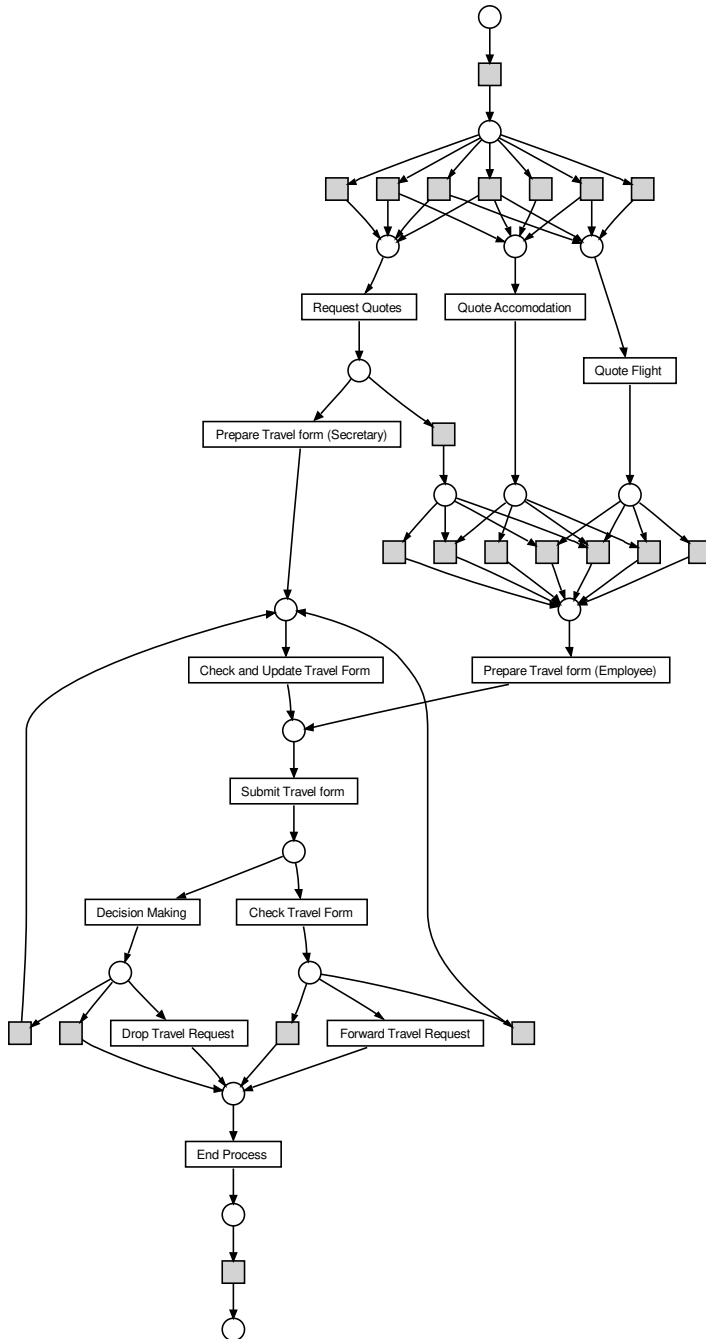 Request Quotes
Quote Accomodation
Quote Flight
Prepare Travel form (Secretary)
Check and Update Travel Form
Prepare Travel form (Employee)
Submit Travel form
Decision Making
Check Travel Form
Drop Travel Request
Forward Travel Request
End Process